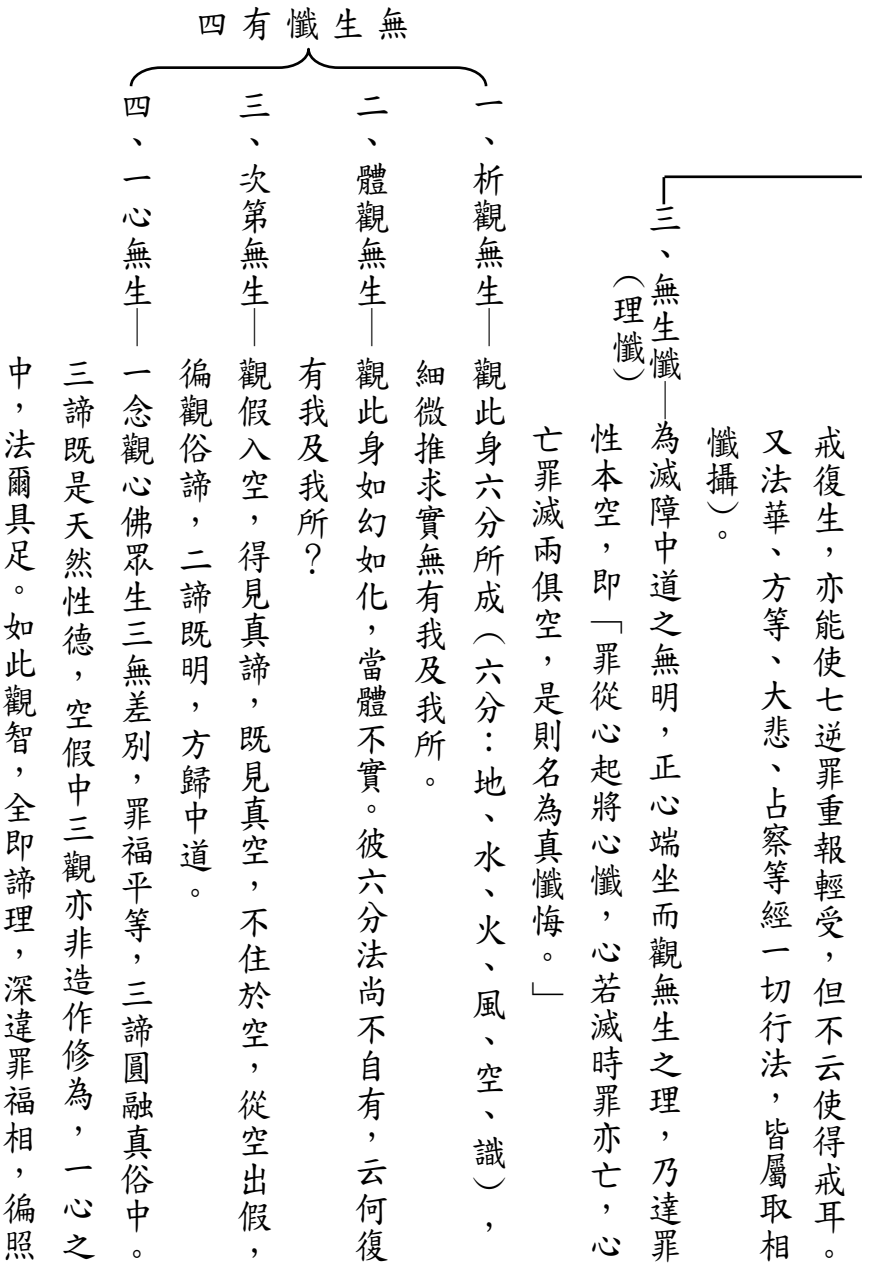 戒復生，亦能使七逆罪重報輕受，但不云使得戒耳。
又法華、方等、大悲、占察等經一切行法，皆屬取相
懺攝）。
三、無生懺—為滅障中道之無明，正心端坐而觀無生之理，乃達罪
（理懺）
性本空，即「罪從心起將心懺，心若滅時罪亦亡，心
亡罪滅兩俱空，是則名為真懺悔。」
無生懺有四
一、析觀無生—觀此身六分所成（六分：地、水、火、風、空、識），
細微推求實無有我及我所。
二、體觀無生—觀此身如幻如化，當體不實。彼六分法尚不自有，云何復
有我及我所？
三、次第無生—觀假入空，得見真諦，既見真空，不住於空，從空出假，
徧觀俗諦，二諦既明，方歸中道。
四、一心無生—一念觀心佛眾生三無差別，罪福平等，三諦圓融真俗中。
三諦既是天然性德，空假中三觀亦非造作修為，一心之
中，法爾具足。如此觀智，全即諦理，深違罪福相，徧照